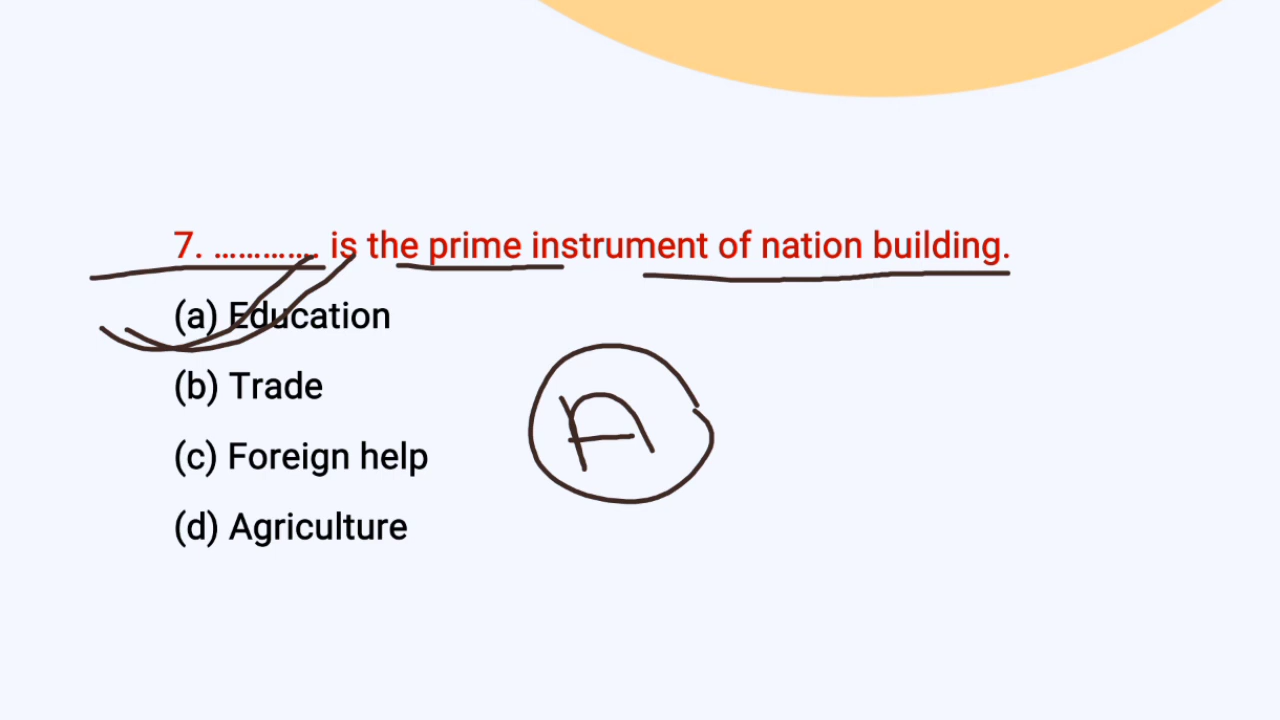 7. ............. is the prime instrument of nation building.
(a) Education
(b) Trade
A
(c) Foreign help
(d) Agriculture